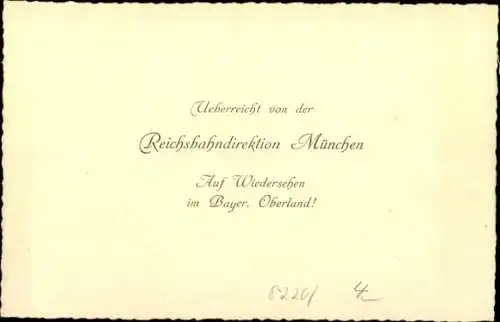 Ueberreicht von der
Reichsbahndirektion München
Auf Wiedersehen
im Bayer. Oberland!
8226/ 4